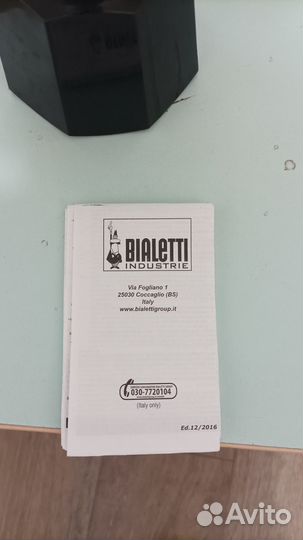 BIALETTI
INDUSTRIE
Via Fogliano 1
25030 Coccaglio (BS)
Italy
www.bialettigroup.it
030-7720104
(Italy only)
Ed.12/2016
Avito